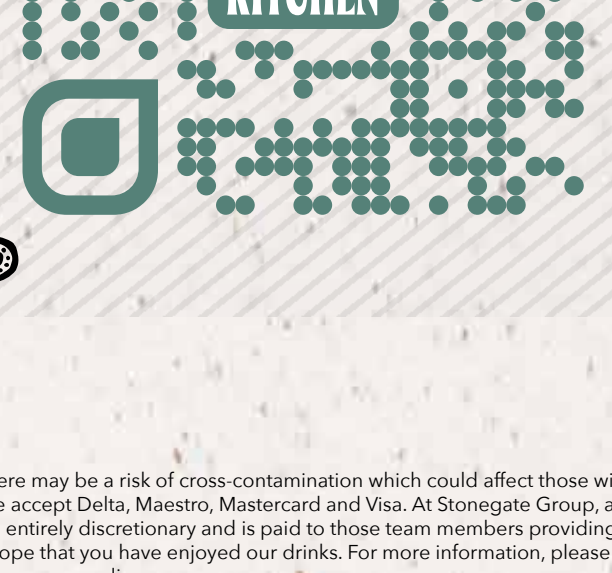 KITCHEN
ere may be a risk of cross-contamination which could affect those wi
e accept Delta, Maestro, Mastercard and Visa. At Stonegate Group, a
entirely discretionary and is paid to those team members providing
ope that you have enjoyed our drinks. For more information, please